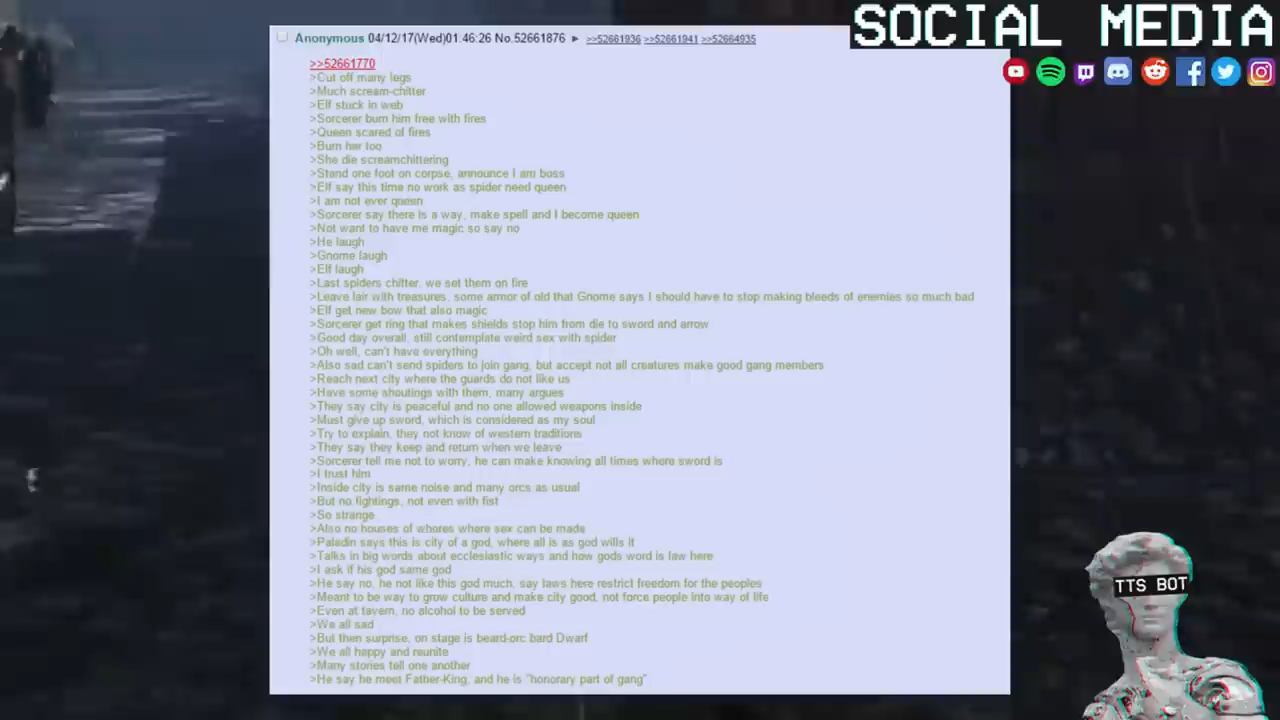 SOCIAL MEDIA
Anonymous 04/12/17(Wed)01:46:26 No.52661876 ► >>52661936 >>52661941 >>52664935
>>52661770
>Cut off many legs
>Much scream-chitter
>Elf stuck in web
>Sorcerer burn him free with fires
>Queen scared of fires
>Burn her too
>She die screamchittering
>Stand one foot on corpse, announce I am boss
>Elf say this time no work as spider need queen
>I am not ever queen
>Sorcerer say there is a way, make spell and I become queen
>Not want to have me magic so say no
>He laugh
>Gnome laugh
>Elf laugh
>Last spiders chitter, we set them on fire
>Leave lair with treasures, some armor of old that Gnome says I should have to stop making bleeds of enemies so much bad
>Elf get new bow that also magic
>Sorcerer get ring that makes shields stop him from die to sword and arrow
>Good day overall, still contemplate weird sex with spider
>Oh well, can't have everything
>Also sad can't send spiders to join gang, but accept not all creatures make good gang members
>Reach next city where the guards do not like us
>Have some shoutings with them, many argues
>They say city is peaceful and no one allowed weapons inside
>Must give up sword, which is considered as my soul
>Try to explain, they not know of western traditions
>They say they keep and return when we leave
>Sorcerer tell me not to worry, he can make knowing all times where sword is
>I trust him
>Inside city is same noise and many orcs as usual
>But no fightings, not even with fist
>So strange
>Also no houses of whores where sex can be made
>Paladin says this is city of a god, where all is as god wills it
>Talks in big words about ecclesiastic ways and how gods word is law here
>I ask if his god same god
>He say no, he not like this god much, say laws here restrict freedom for the peoples
>Meant to be way to grow culture and make city good, not force people into way of life
>Even at tavern, no alcohol to be served
>We all sad
>But then surprise, on stage is beard-orc bard Dwarf
>We all happy and reunite
>Many stories tell one another
>He say he meet Father-King, and he is "honorary part of gang"
TTS BOT